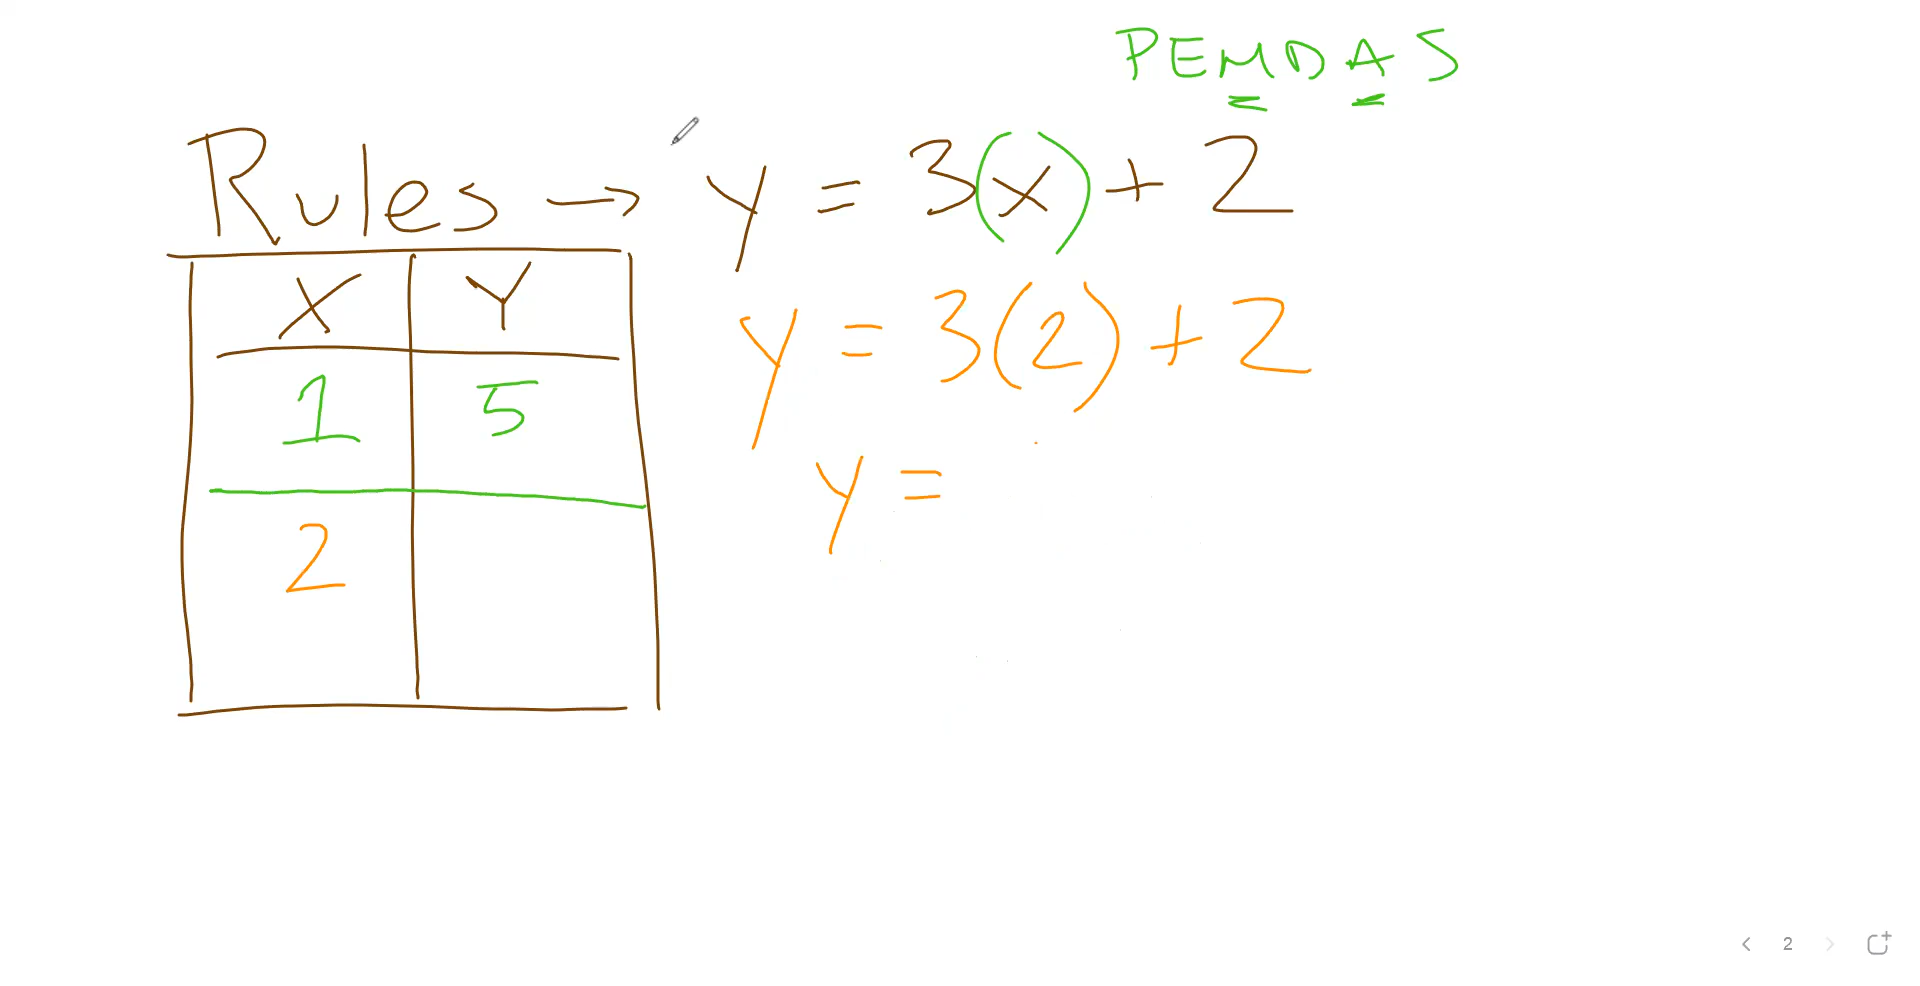 PEMDAS
Rules → y = 3(x) + 2
X Y
y = 3(2) + 2
1 5
y =
2
2